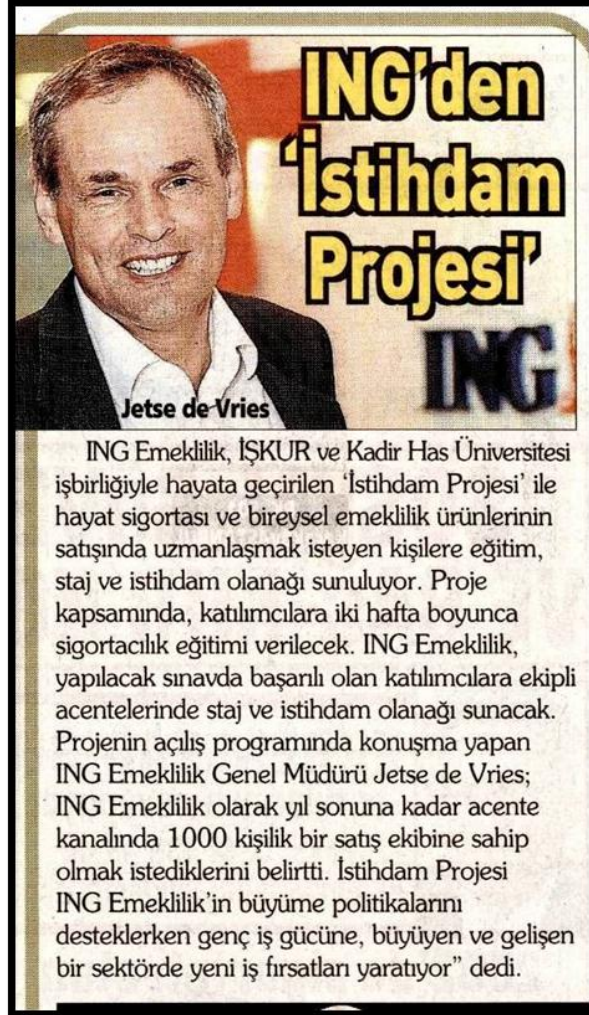 ING'den
'İstihdam
Projesi'
ING
Jetse de Vries
ING Emeklilik, İŞKUR ve Kadir Has Üniversitesi
işbirliğiyle hayata geçirilen 'İstihdam Projesi' ile
hayat sigortası ve bireysel emeklilik ürünlerinin
satışında uzmanlaşmak isteyen kişilere eğitim,
staj ve istihdam olanağı sunuluyor. Proje
kapsamında, katılımcılara iki hafta boyunca
sigortacılık eğitimi verilecek. ING Emeklilik,
yapılacak sınavda başarılı olan katılımcılara ekipli
acentelerinde staj ve istihdam olanağı sunacak.
Projenin açılış programında konuşma yapan
ING Emeklilik Genel Müdürü Jetse de Vries;
ING Emeklilik olarak yıl sonuna kadar acente
kanalında 1000 kişilik bir satış ekibine sahip
olmak istediklerini belirtti. İstihdam Projesi
ING Emeklilik'in büyüme politikalarını
desteklerken genç iş gücüne, büyüyen ve gelişen
bir sektörde yeni iş fırsatları yaratıyor" dedi.